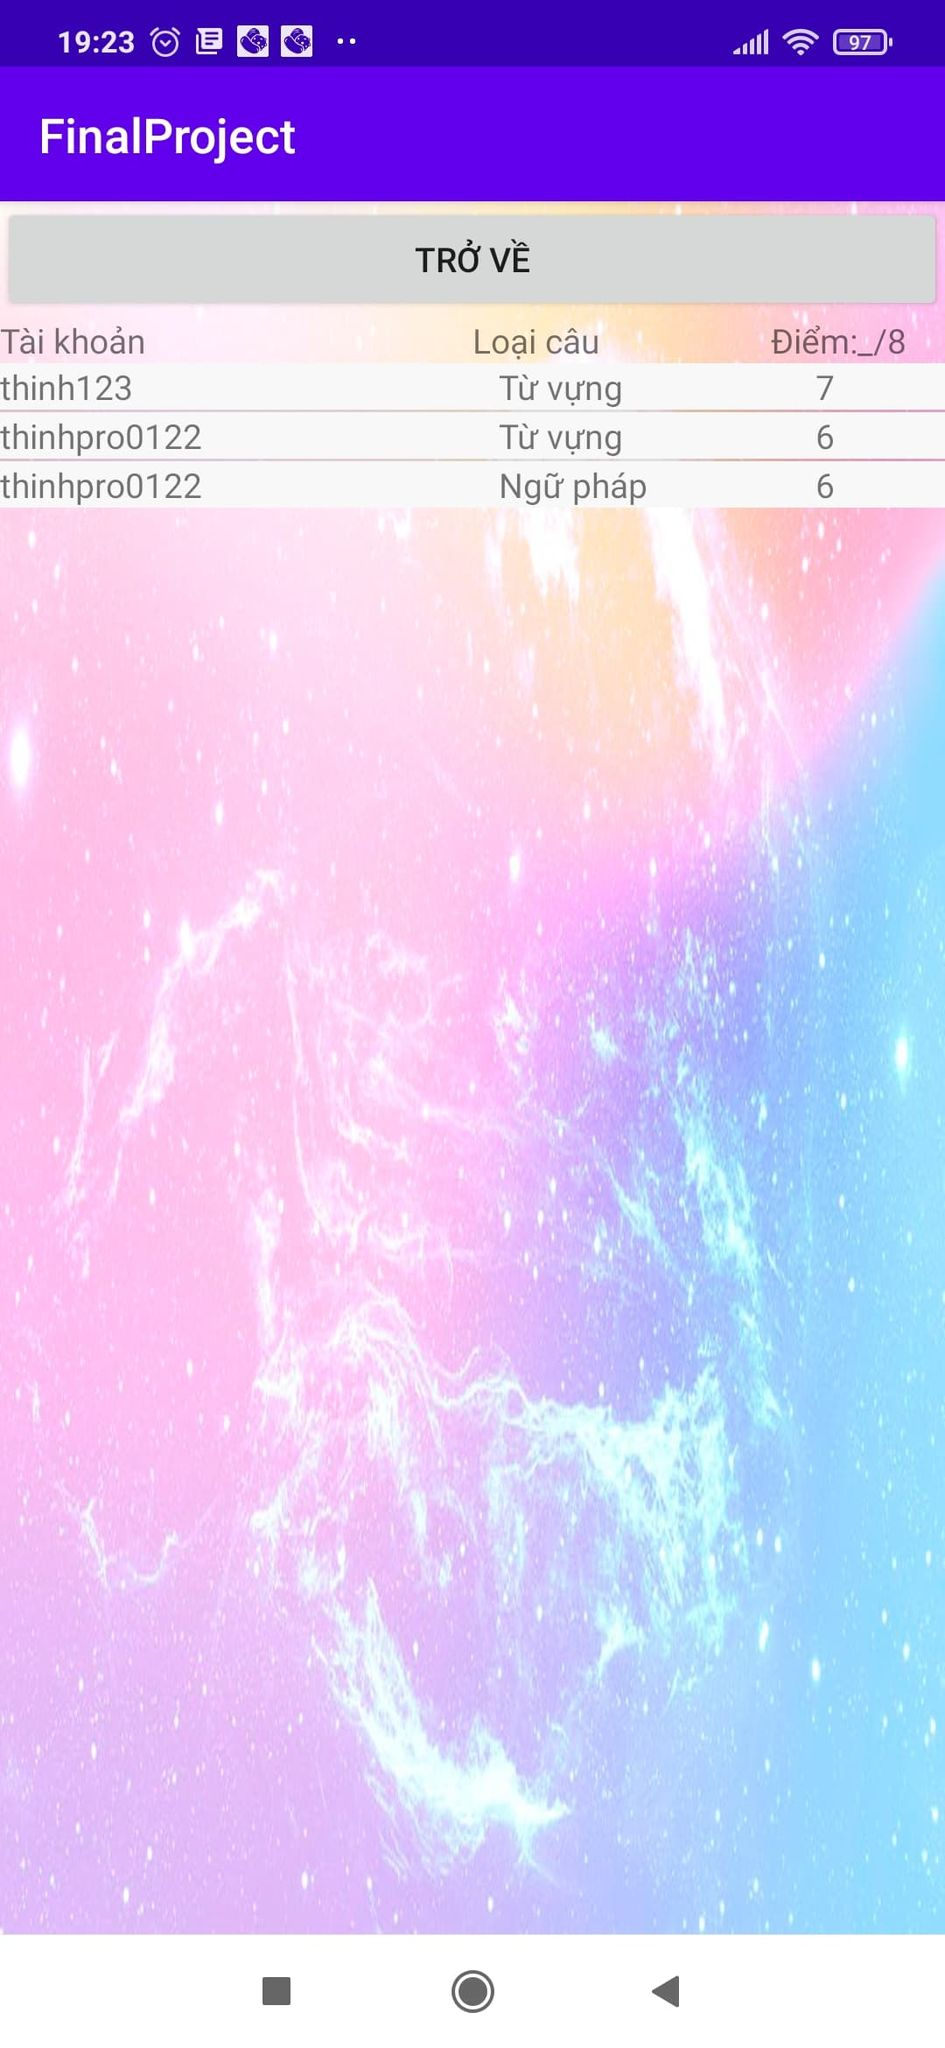 19:23 97
FinalProject
TRỞ VỀ
Tài khoản Loại câu Điểm:_/8
thinh123 Từ vựng 7
thinhpro0122 Từ vựng 6
thinhpro0122 Ngữ pháp 6